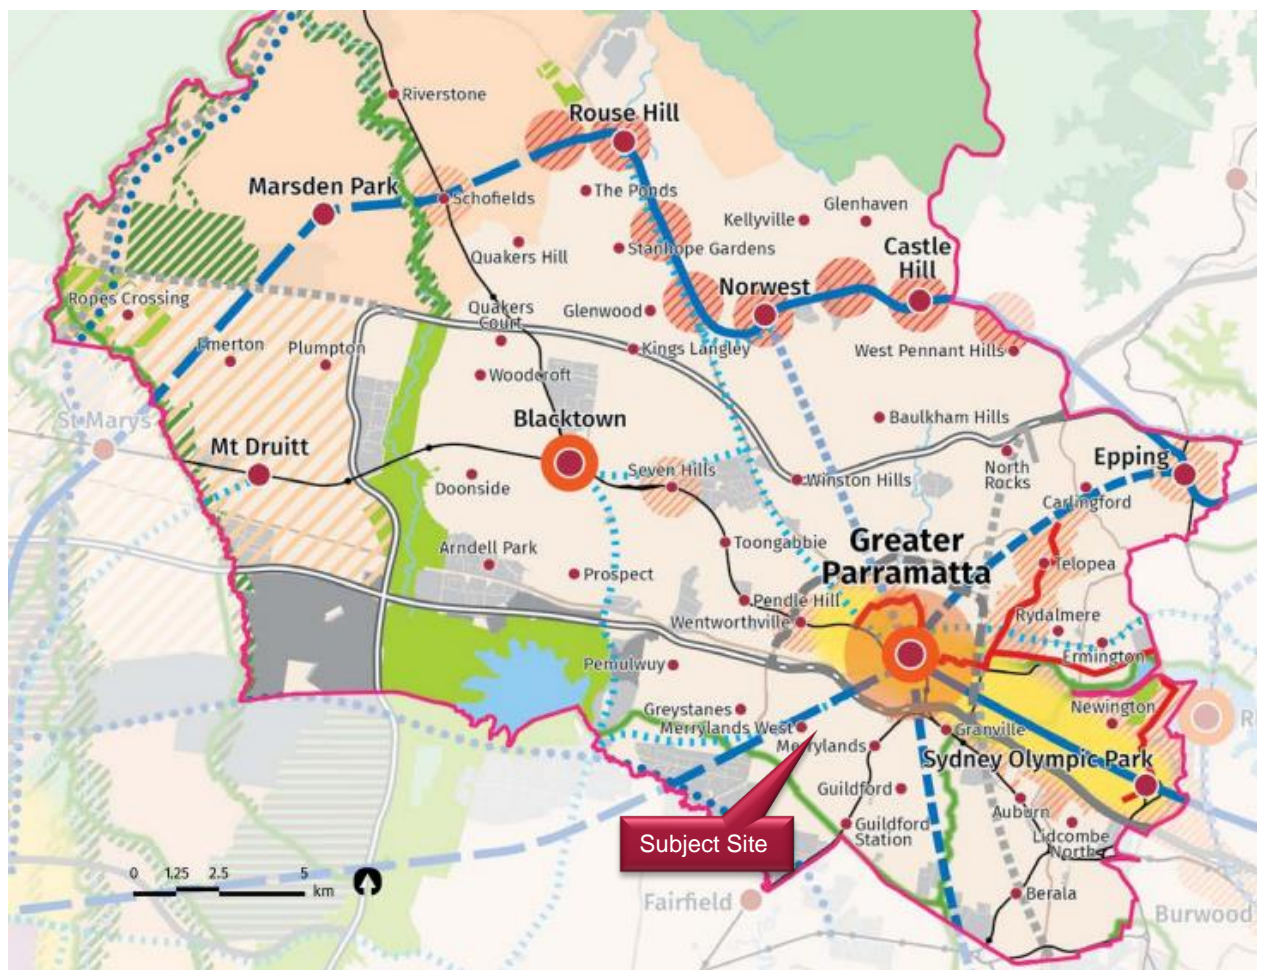 Riverstone
Rouse Hill
Marsden Park
Schofields
The Ponds
Kellyville
Glenhaven
Quakers Hill
Stanhope Gardens
Castle
Hill
Ropes Crossing
Norwest
Quakers
Court
Glenwood
Emerton
Plumpton
Kings Langley
West Pennant Hills
Woodcroft
St Marys
Blacktown
Baulkham Hills
Mt Druitt
Seven Hills
Epping
North
Rocks
Doonside
Winston Hills
Carlingford
Arndell Park
Toongabbie
Greater
Parramatta
Prospect
Telopea
Pendle Hill
Wentworthville
Rydalmere
Ermington
Pemulwuy
Greystanes
Merrylands West
Newington
Merrylands
Granville
Sydney Olympic Park
Guildford
Auburn
Guildford
Station
Lidcombe
North
Subject Site
0 1.25 2.5 5
km
Berala
Fairfield
Burwood